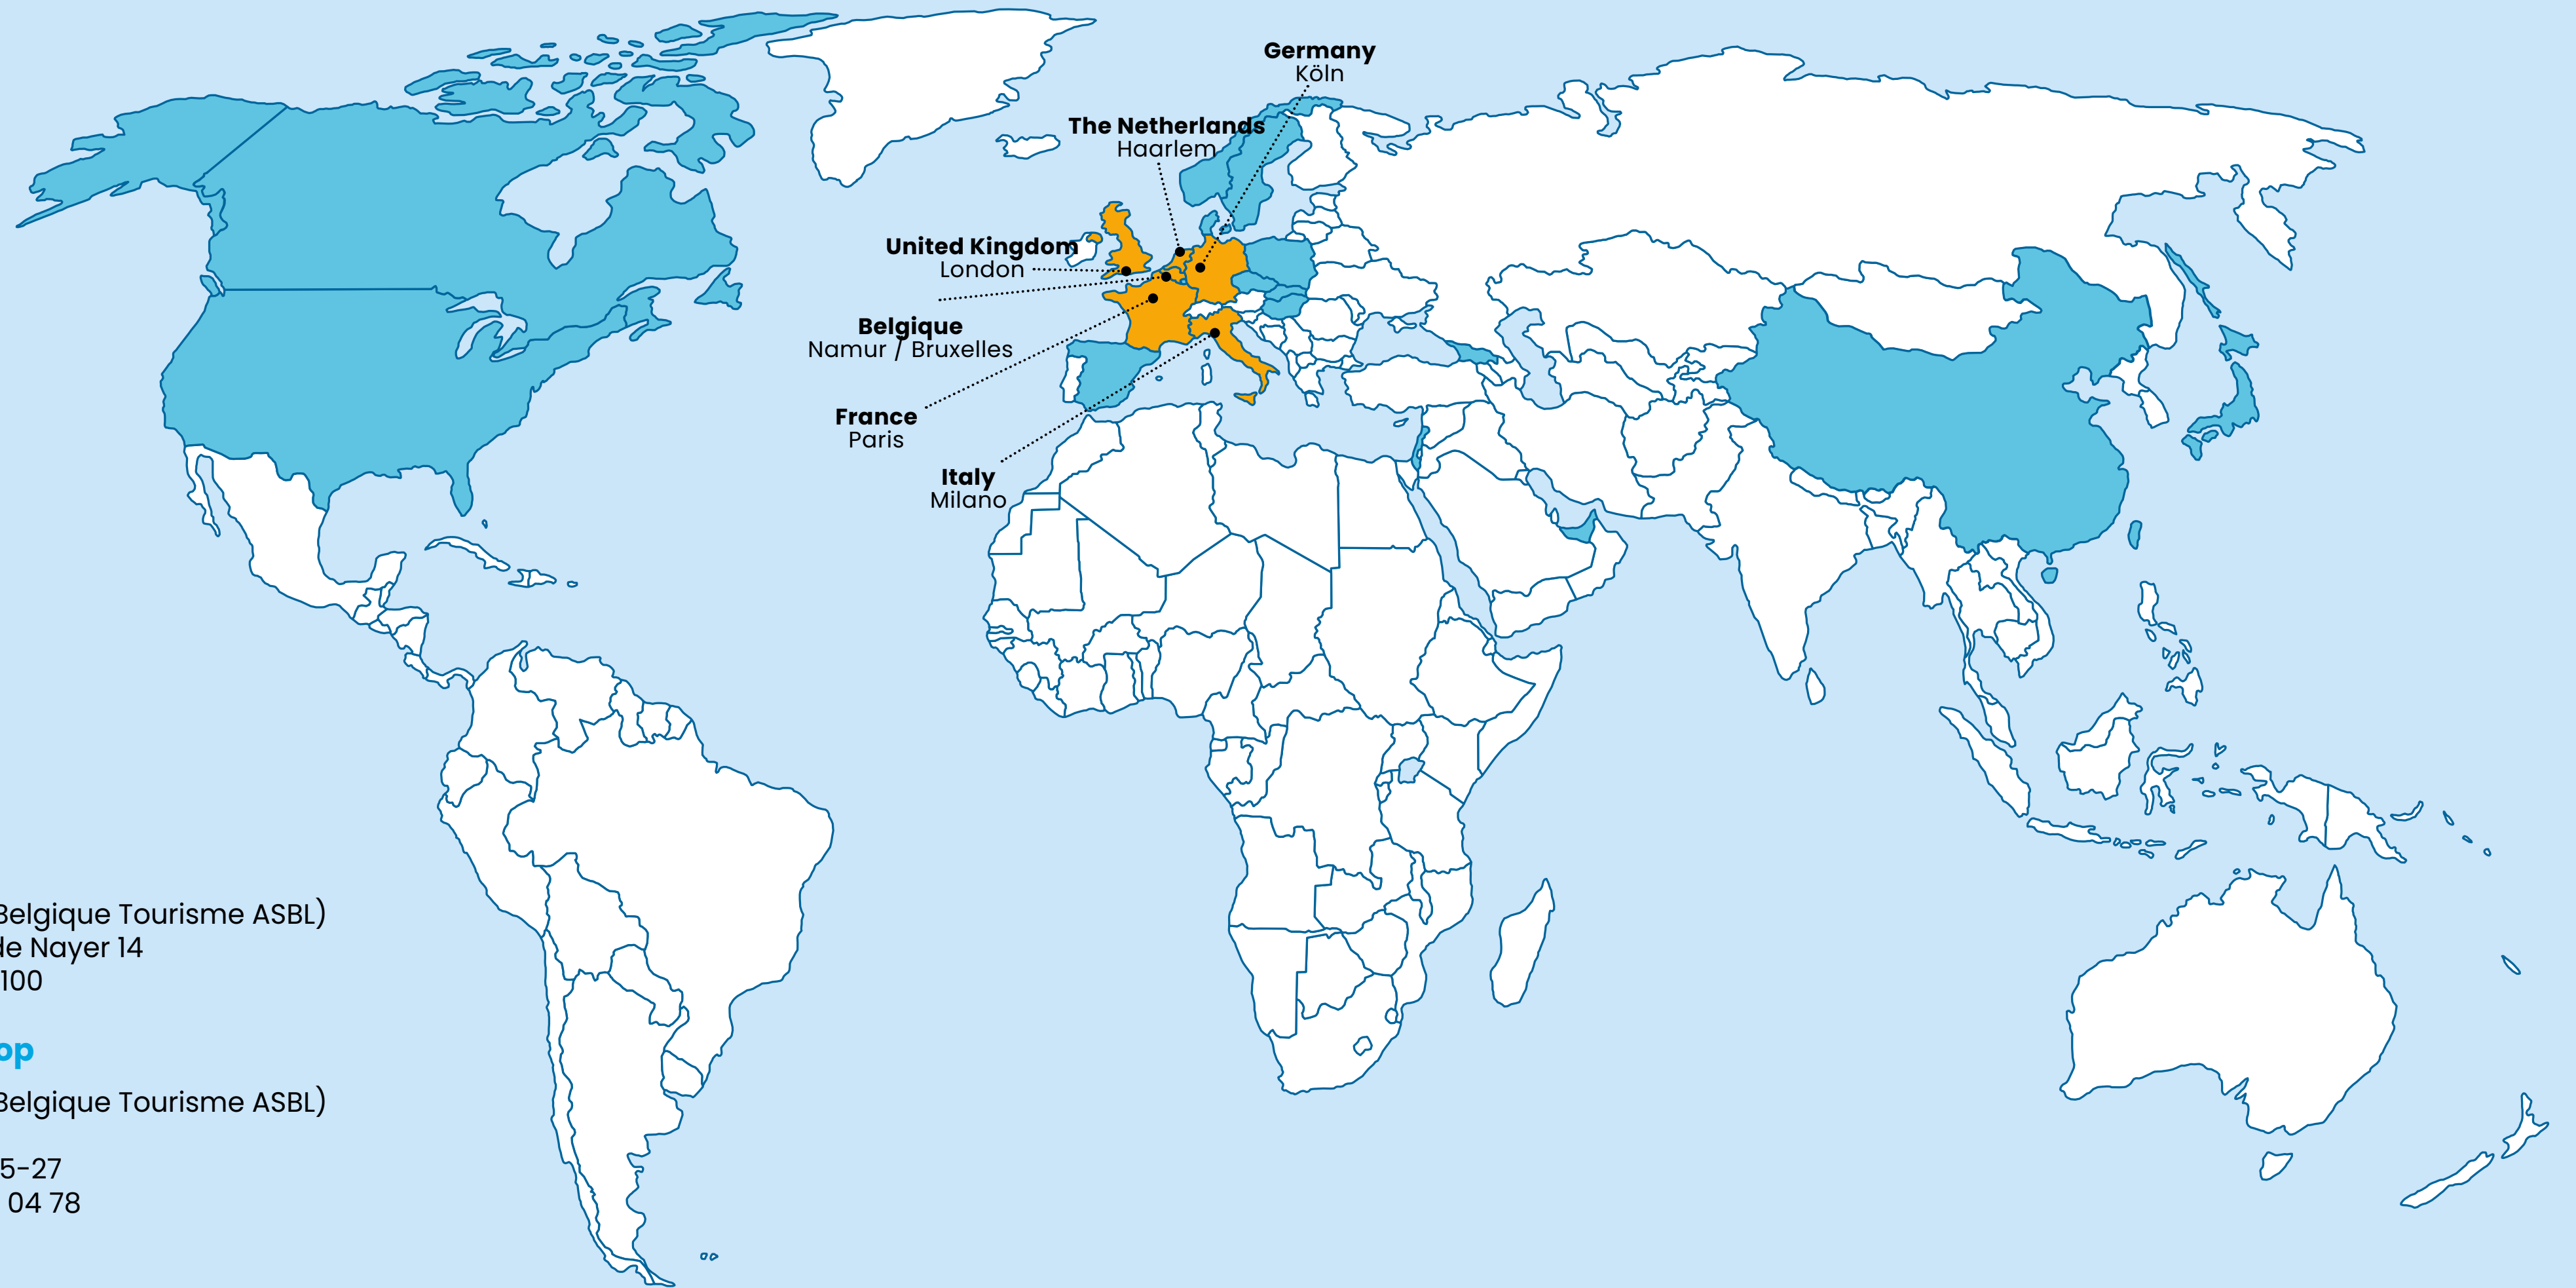 Germany
Köln
The Netherlands
Haarlem
United Kingdom
London
Belgique
Namur / Bruxelles
France
Paris
Italy
Milano
Belgique Tourisme ASBL)
de Nayer 14
100
op
Belgique Tourisme ASBL)
5-27
04 78